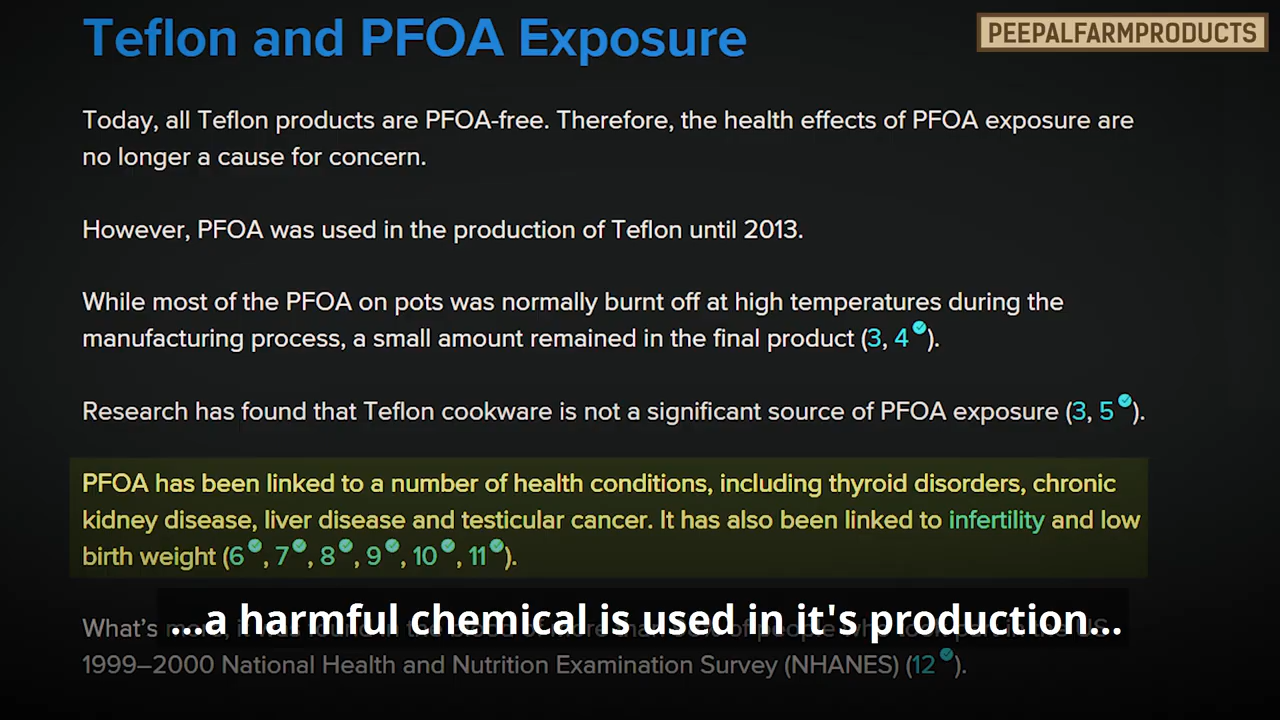 Teflon and PFOA Exposure
PEEPALFARMPRODUCTS
Today, all Teflon products are PFOA-free. Therefore, the health effects of PFOA exposure are
no longer a cause for concern.
However, PFOA was used in the production of Teflon until 2013.
While most of the PFOA on pots was normally burnt off at high temperatures during the
manufacturing process, a small amount remained in the final product (3, 4).
Research has found that Teflon cookware is not a significant source of PFOA exposure (3, 5).
PFOA has been linked to a number of health conditions, including thyroid disorders, chronic
kidney disease, liver disease and testicular cancer. It has also been linked to infertility and low
birth weight (6, 7, 8, 9, 10, 11).
...a harmful chemical is used in it's production...
What's
1999–2000 National Health and Nutrition Examination Survey (NHANES) (12).